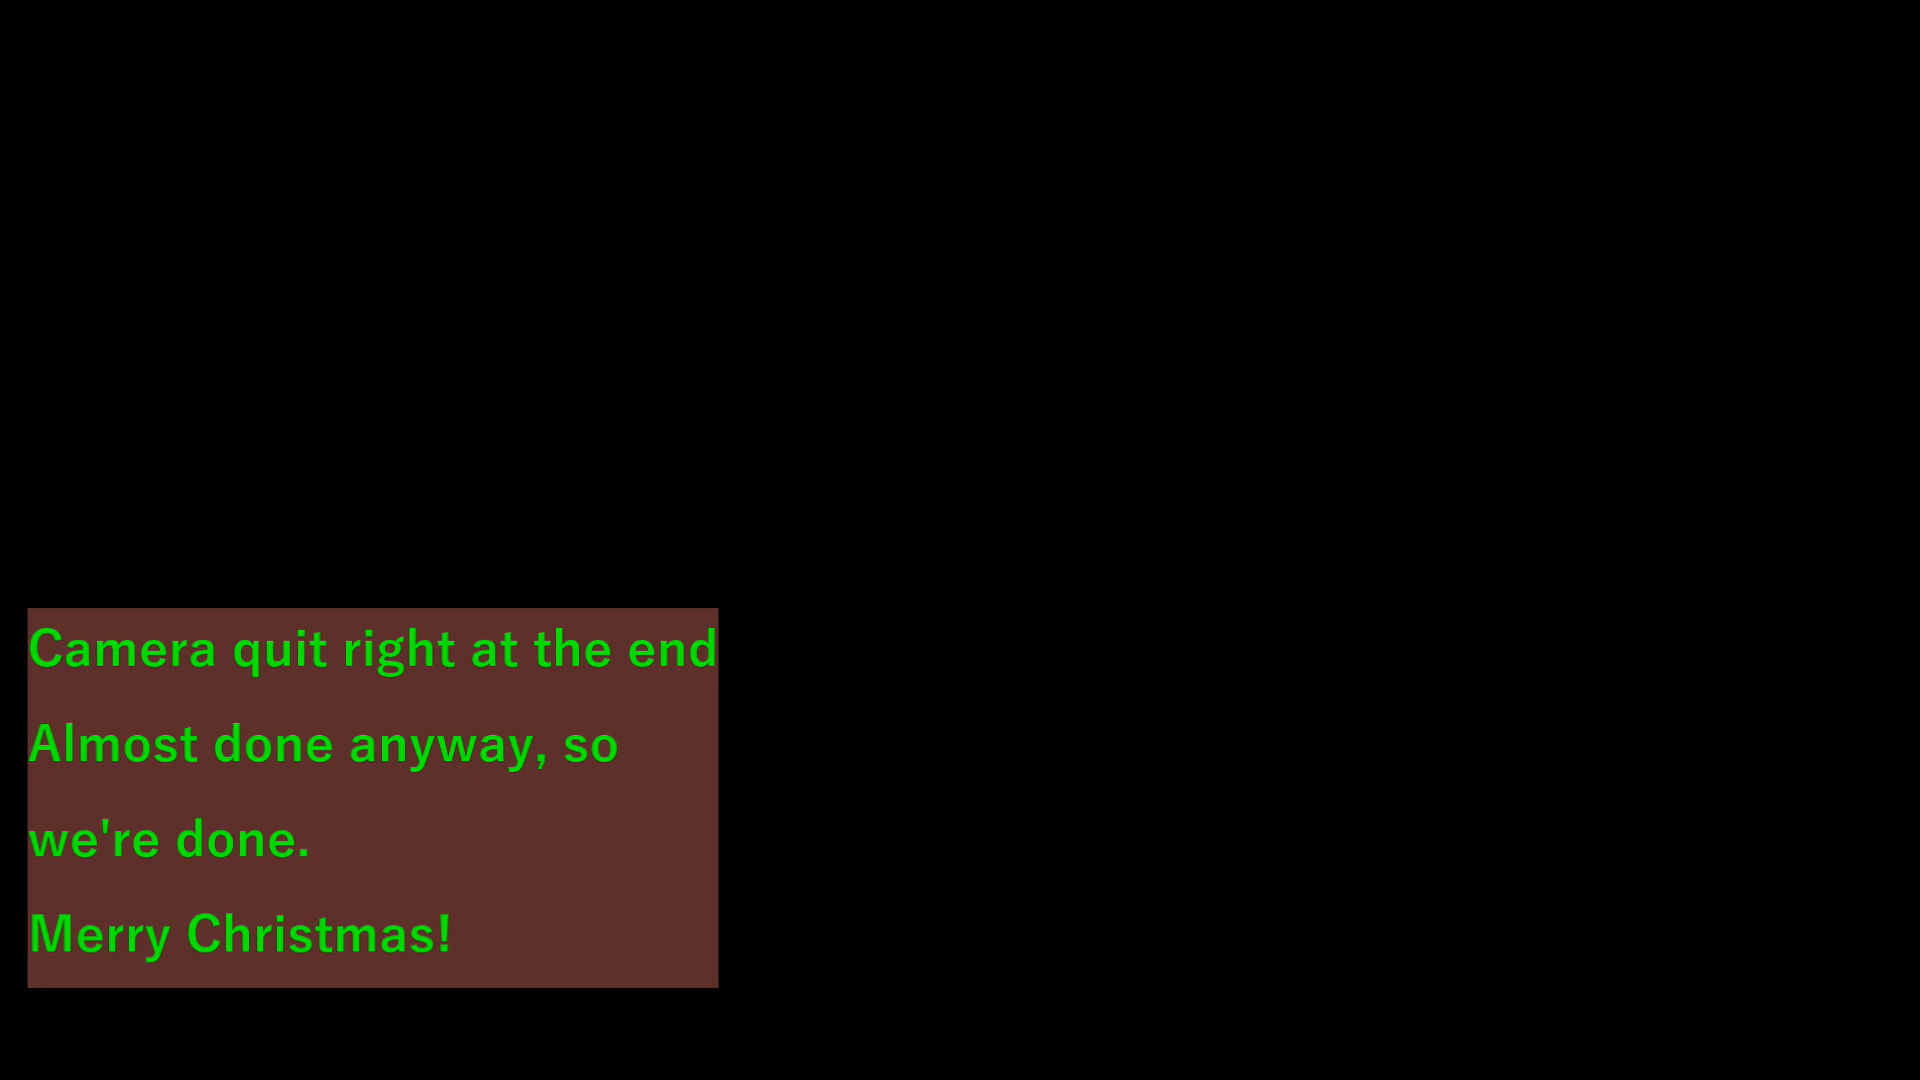 Camera quit right at the end
Almost done anyway, so
we're done.
Merry Christmas!